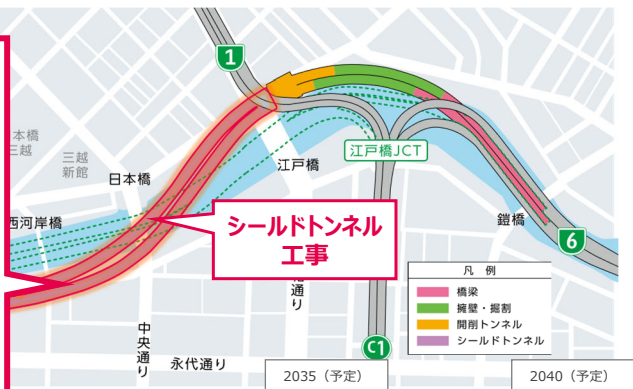 1
本橋
三越
三越
新館
日本橋
江戸橋
江戸橋JCT
西河岸橋
シールドトンネル
工事
鎧橋
6
通り
凡 例
橋梁
擁壁・掘割
開削トンネル
シールドトンネル
中央通り
永代通り
C1
2035（予定）
2040（予定）